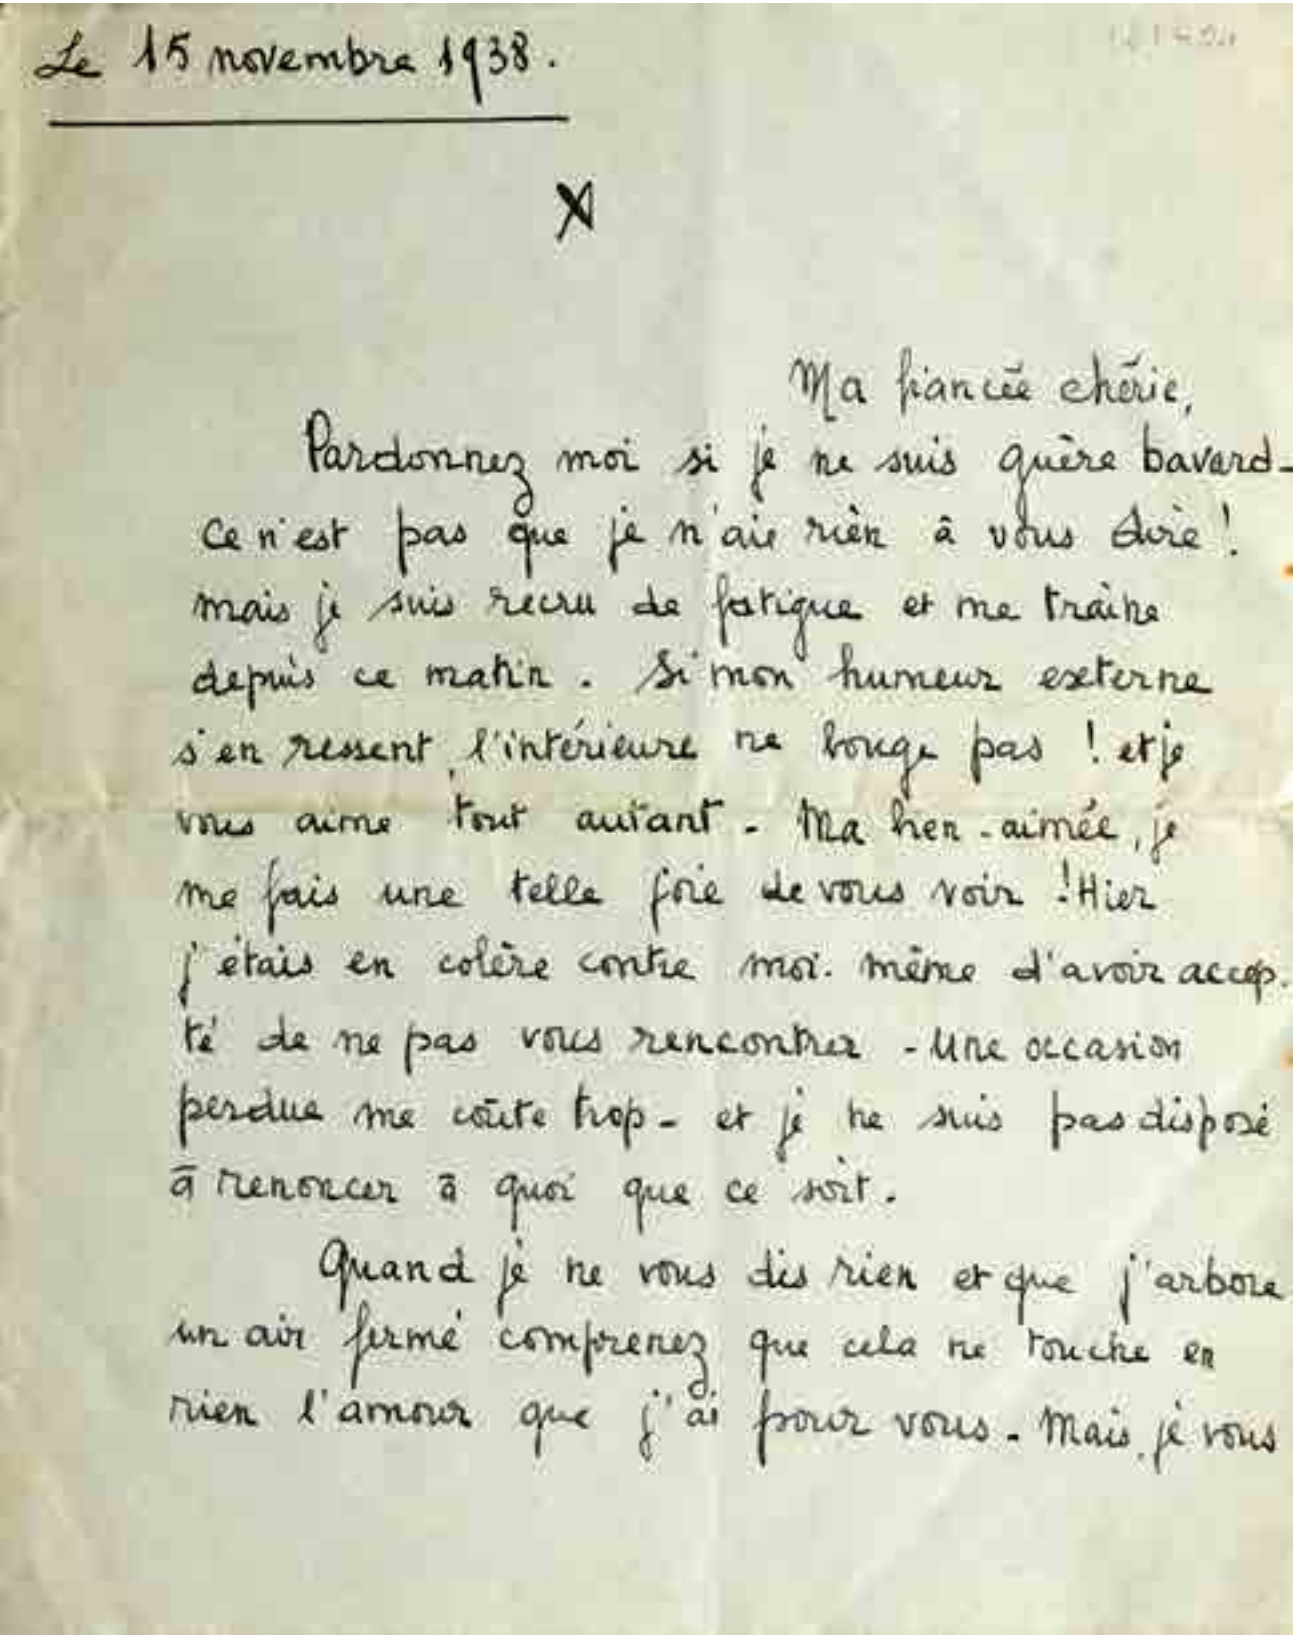 Le 15 novembre 1938.
X
Ma fiancée chérie,
Pardonnez moi si je ne suis guère bavard -
Ce n'est pas que je n'aie rien à vous dire !
mais je suis recru de fatigue et me traîne
depuis ce matin. Si mon humeur externe
s'en ressent, l'intérieure ne bouge pas ! et je
vous aime tout autant - Ma bien-aimée, je
me fais une telle joie de vous voir ! Hier
j'étais en colère contre moi-même d'avoir accep-
té de ne pas vous rencontrer - Une occasion
perdue me coûte trop - et je ne suis pas disposé
à renoncer à quoi que ce soit.
Quand je ne vous dis rien et que j'arbore
un air fermé comprenez que cela ne touche en
rien l'amour que j'ai pour vous - Mais je vous